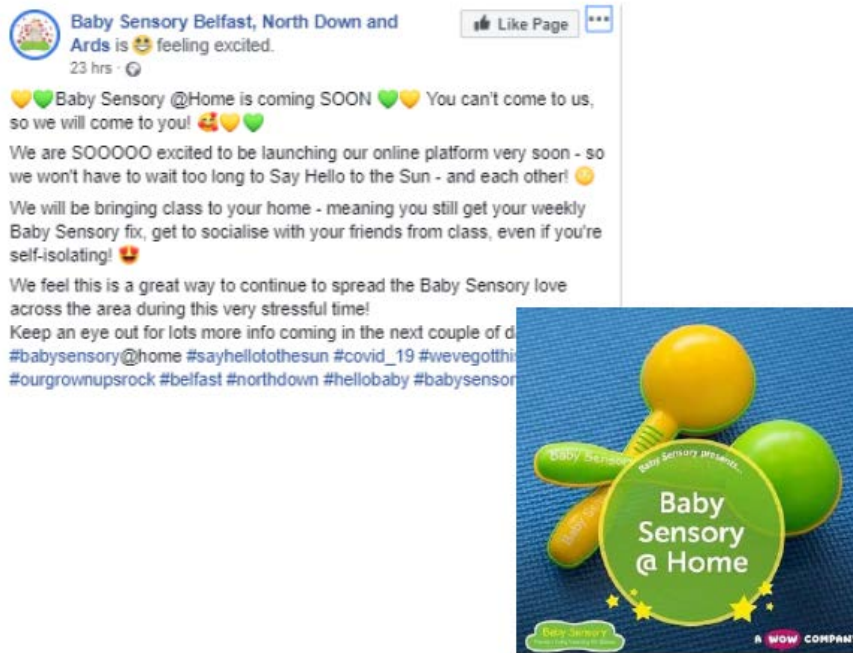 Baby Sensory Belfast, North Down and
Ards is 😁 feeling excited.
Like Page
23 hrs ·
💛💚Baby Sensory @Home is coming SOON 💚💛 You can't come to us,
so we will come to you! 🥰💛💚
We are SOOOOO excited to be launching our online platform very soon - so
we won't have to wait too long to Say Hello to the Sun - and each other! 🌝
We will be bringing class to your home - meaning you still get your weekly
Baby Sensory fix, get to socialise with your friends from class, even if you're
self-isolating! 😍
We feel this is a great way to continue to spread the Baby Sensory love
across the area during this very stressful time!
Keep an eye out for lots more info coming in the next couple of
#babysensory@home #sayhellotothesun #covid_19
#ourgrownupsrock #belfast #northdown #hellobaby
Baby Sensory
Baby Sensory presents...
Baby
Sensory
@ Home
Baby Sensory
A WOW COMPANY